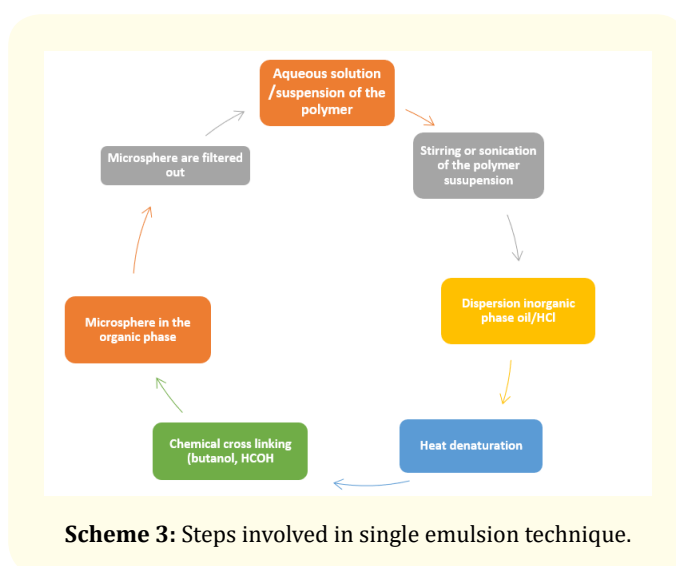 Aqueous solution
/suspension of the
polymer
Stirring or sonication
of the polymer
susupension
Dispersion inorganic
phase oil/HCl
Heat denaturation
Chemical cross linking
(butanol, HCOH
Microsphere in the
organic phase
Microsphere are filtered
out
Scheme 3: Steps involved in single emulsion technique.